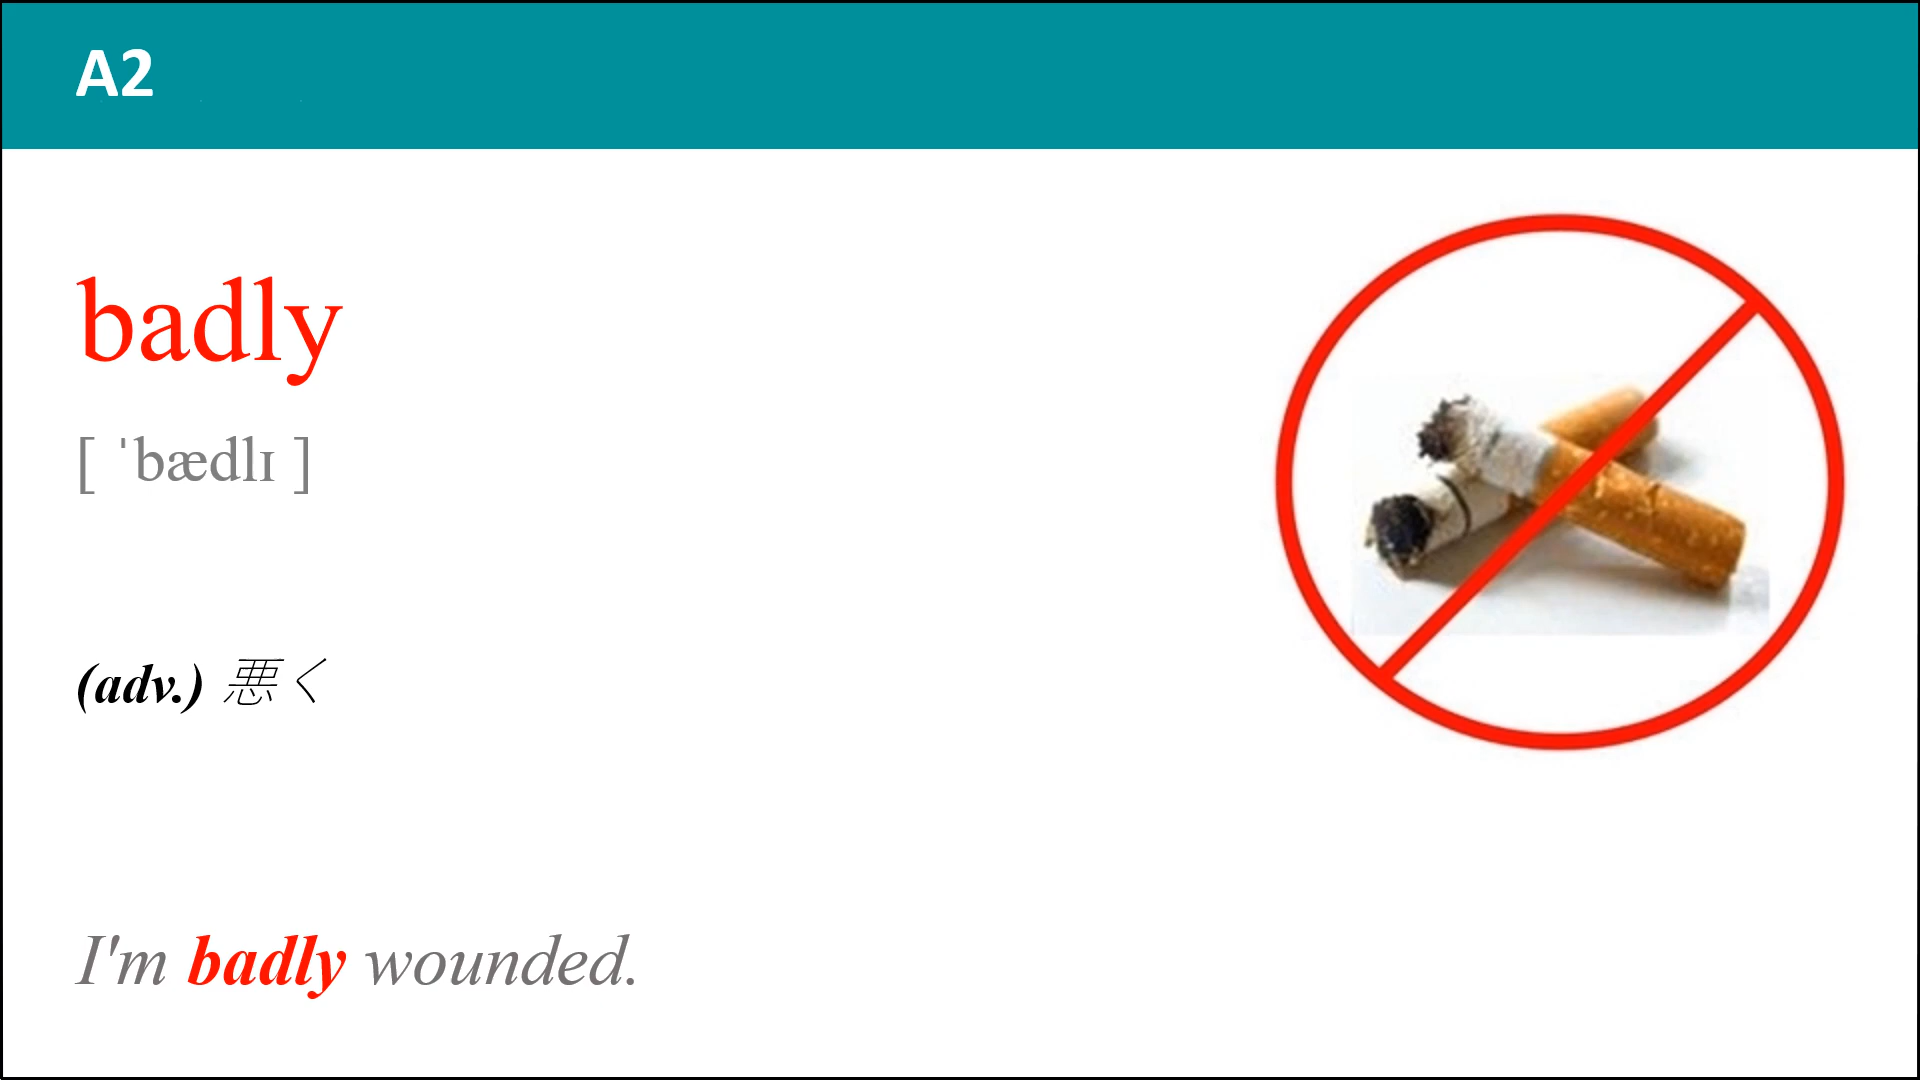 A2
badly
[ ˈbædlɪ ]
(adv.) 悪く
I'm badly wounded.